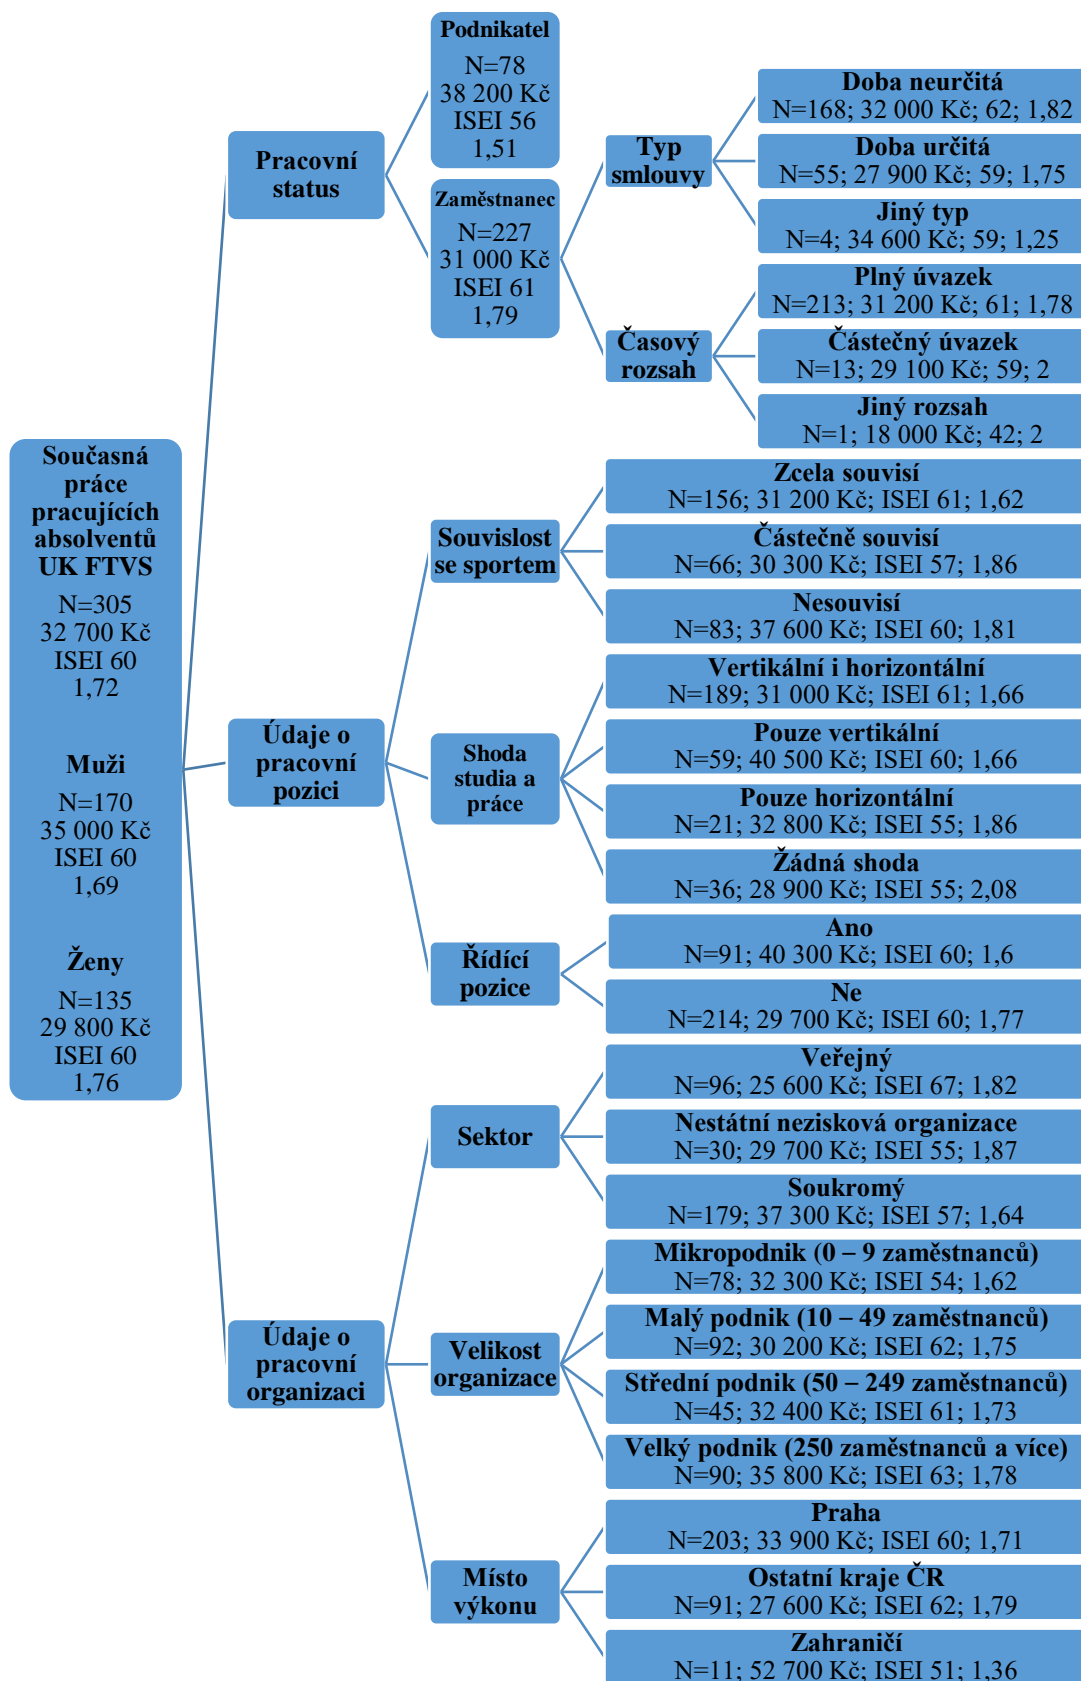 Současná
práce
pracujících
absolventů
UK FTVS
N=305
32 700 Kč
ISEI 60
1,72
Muži
N=170
35 000 Kč
ISEI 60
1,69
Ženy
N=135
29 800 Kč
ISEI 60
1,76
Pracovní
status
Podnikatel
N=78
38 200 Kč
ISEI 56
1,51
Zaměstnanec
N=227
31 000 Kč
ISEI 61
1,79
Typ
smlouvy
Doba neurčitá
N=168; 32 000 Kč; 62; 1,82
Doba určitá
N=55; 27 900 Kč; 59; 1,75
Jiný typ
N=4; 34 600 Kč; 59; 1,25
Časový
rozsah
Plný úvazek
N=213; 31 200 Kč; 61; 1,78
Částečný úvazek
N=13; 29 100 Kč; 59; 2
Jiný rozsah
N=1; 18 000 Kč; 42; 2
Údaje o
pracovní
pozici
Souvislost
se sportem
Zcela souvisí
N=156; 31 200 Kč; ISEI 61; 1,62
Částečně souvisí
N=66; 30 300 Kč; ISEI 57; 1,86
Nesouvisí
N=83; 37 600 Kč; ISEI 60; 1,81
Shoda
studia a
práce
Vertikální i horizontální
N=189; 31 000 Kč; ISEI 61; 1,66
Pouze vertikální
N=59; 40 500 Kč; ISEI 60; 1,66
Pouze horizontální
N=21; 32 800 Kč; ISEI 55; 1,86
Žádná shoda
N=36; 28 900 Kč; ISEI 55; 2,08
Řídící
pozice
Ano
N=91; 40 300 Kč; ISEI 60; 1,6
Ne
N=214; 29 700 Kč; ISEI 60; 1,77
Údaje o
pracovní
organizaci
Sektor
Veřejný
N=96; 25 600 Kč; ISEI 67; 1,82
Nestátní nezisková organizace
N=30; 29 700 Kč; ISEI 55; 1,87
Soukromý
N=179; 37 300 Kč; ISEI 57; 1,64
Velikost
organizace
Mikropodnik (0 – 9 zaměstnanců)
N=78; 32 300 Kč; ISEI 54; 1,62
Malý podnik (10 – 49 zaměstnanců)
N=92; 30 200 Kč; ISEI 62; 1,75
Střední podnik (50 – 249 zaměstnanců)
N=45; 32 400 Kč; ISEI 61; 1,73
Velký podnik (250 zaměstnanců a více)
N=90; 35 800 Kč; ISEI 63; 1,78
Místo
výkonu
Praha
N=203; 33 900 Kč; ISEI 60; 1,71
Ostatní kraje ČR
N=91; 27 600 Kč; ISEI 62; 1,79
Zahraničí
N=11; 52 700 Kč; ISEI 51; 1,36